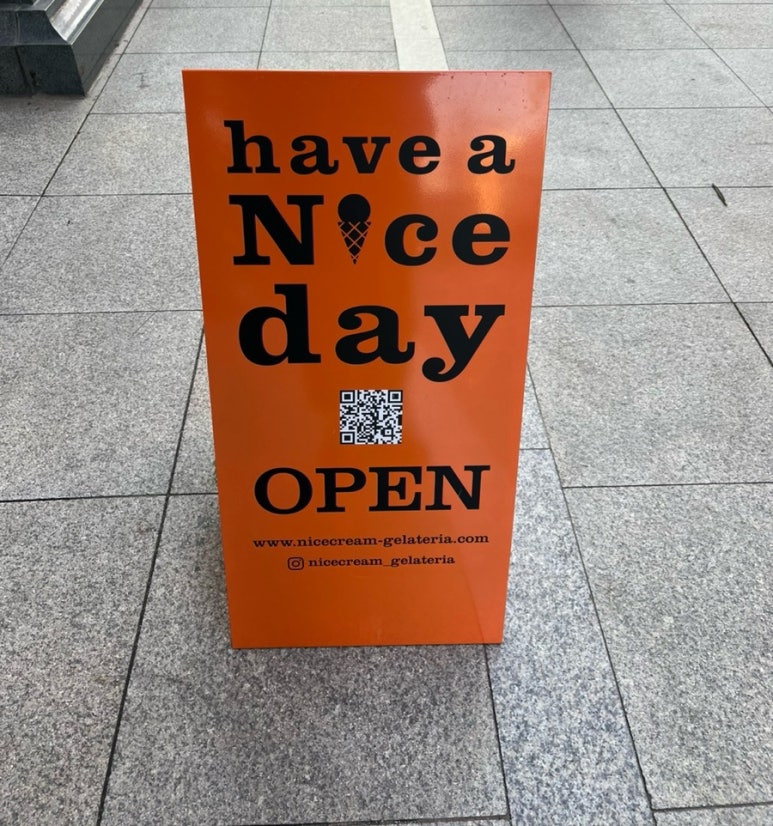 have a
Nice
day
OPEN
www.nicecream-gelateria.com
nicecream_gelateria